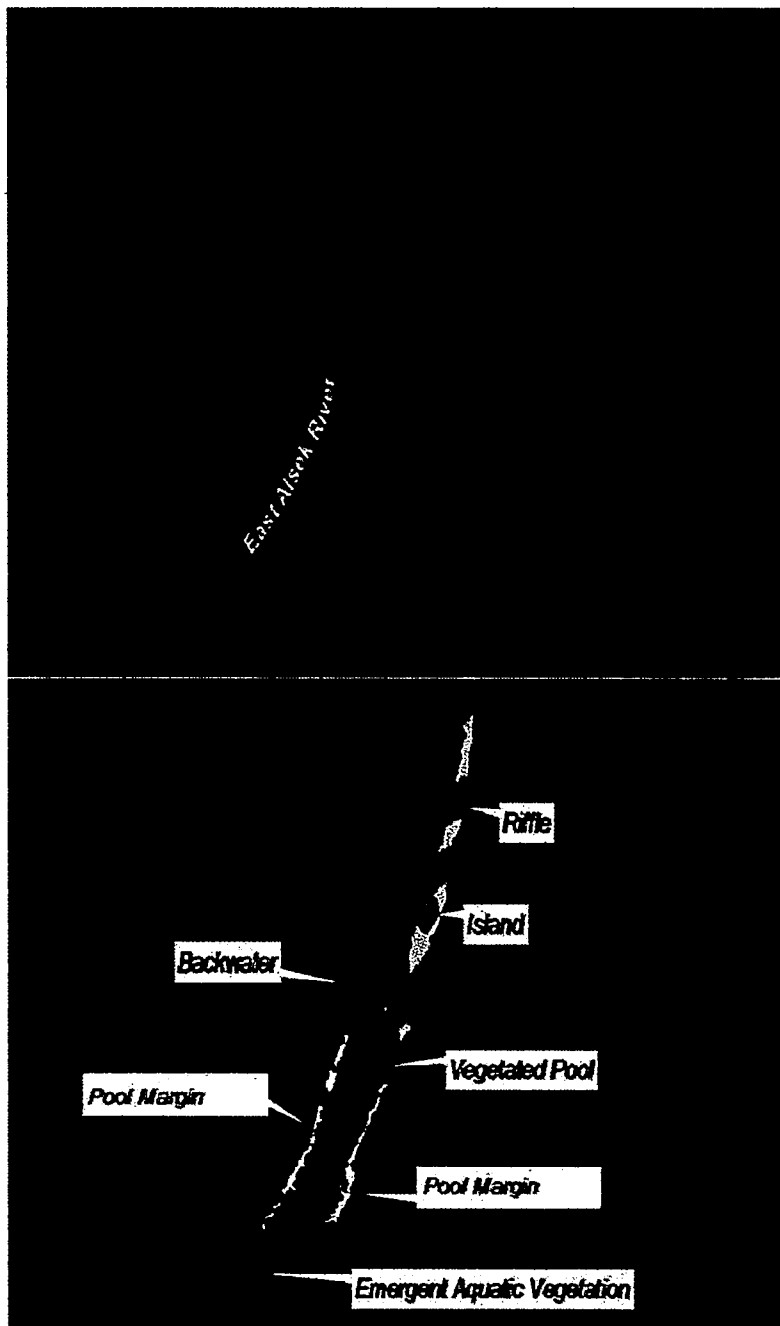 East Alsek River
Riffle
Island
Backwater
Vegetated Pool
Pool Margin
Pool Margin
Emergent Aquatic Vegetation